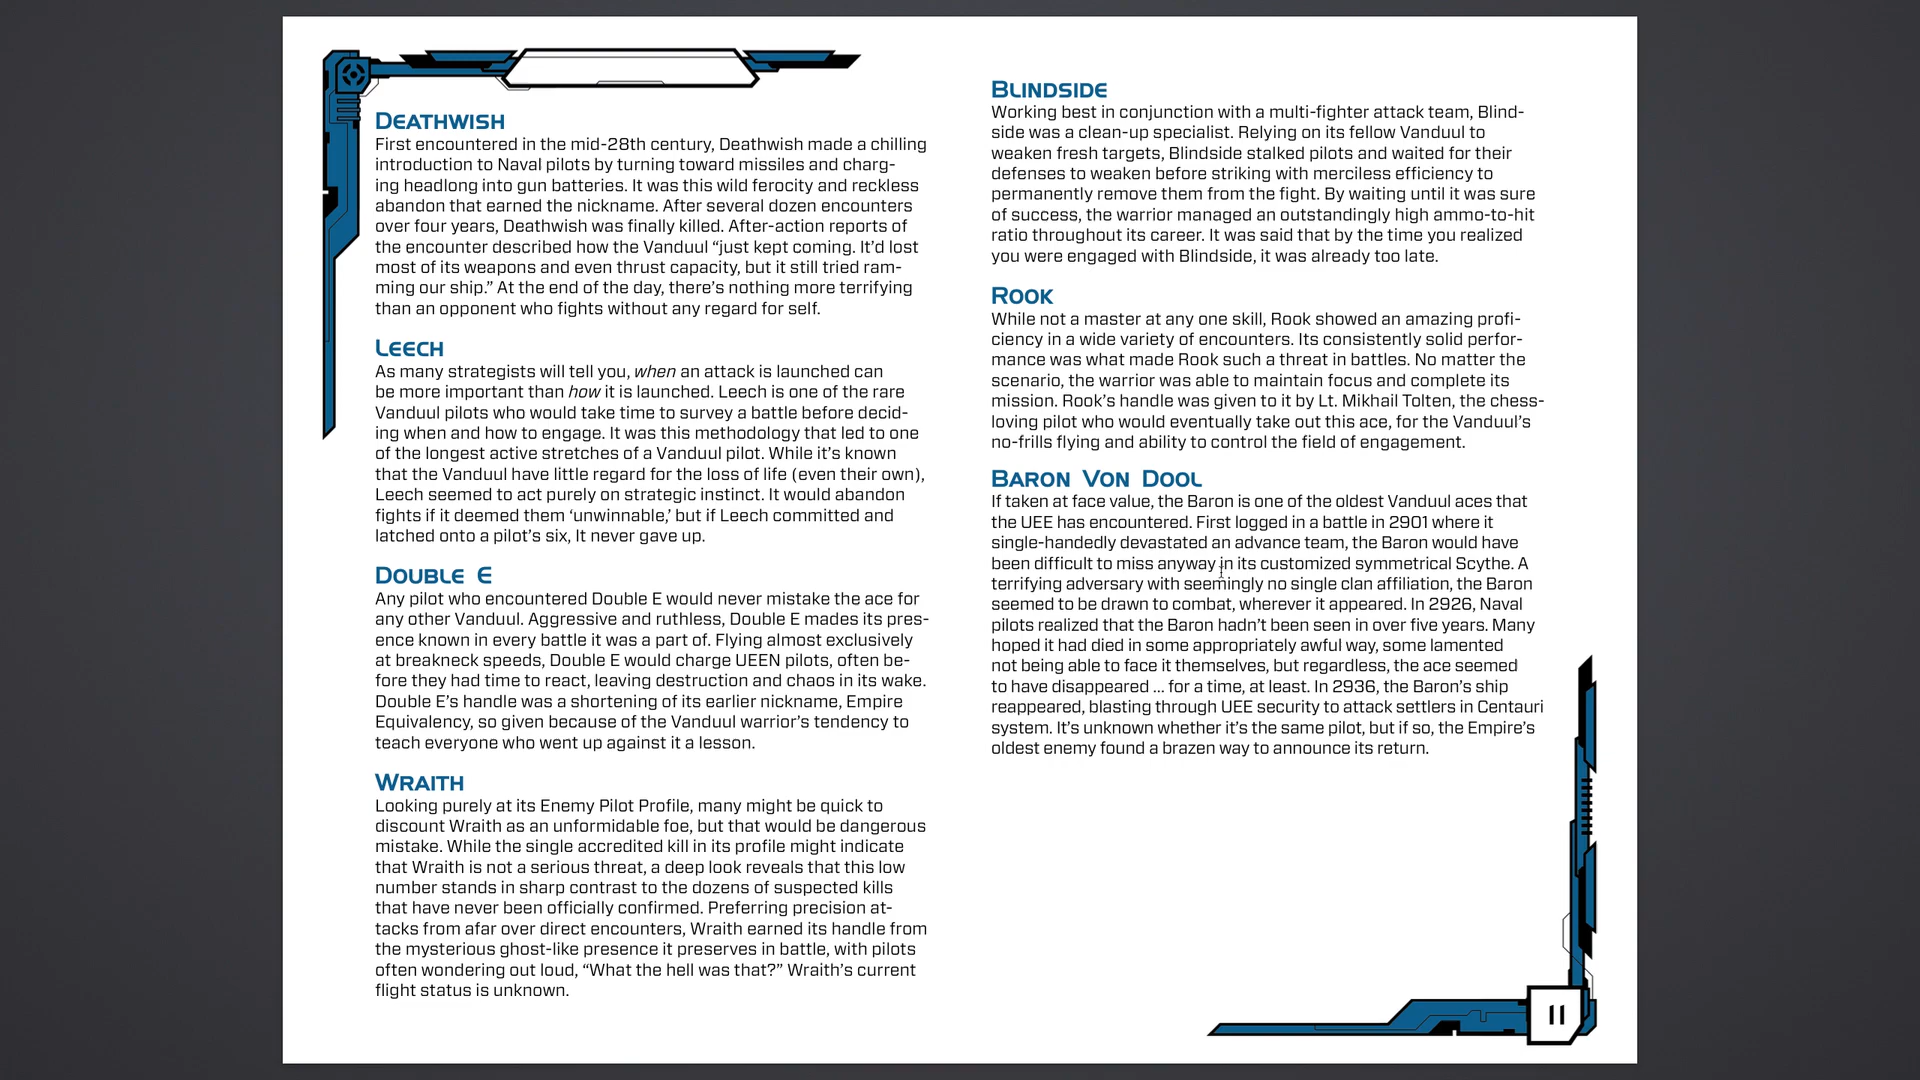 DEATHWISH
First encountered in the mid-28th century, Deathwish made a chilling
introduction to Naval pilots by turning toward missiles and charg-
ing headlong into gun batteries. It was this wild ferocity and reckless
abandon that earned the nickname. After several dozen encounters
over four years, Deathwish was finally killed. After-action reports of
the encounter described how the Vanduul “just kept coming. It’d lost
most of its weapons and even thrust capacity, but it still tried ram-
ming our ship.” At the end of the day, there’s nothing more terrifying
than an opponent who fights without any regard for self.
LEECH
As many strategists will tell you, when an attack is launched can
be more important than how it is launched. Leech is one of the rare
Vanduul pilots who would take time to survey a battle before decid-
ing when and how to engage. It was this methodology that led to one
of the longest active stretches of a Vanduul pilot. While it’s known
that the Vanduul have little regard for the loss of life (even their own),
Leech seemed to act purely on strategic instinct. It would abandon
fights if it deemed them ‘unwinnable,’ but if Leech committed and
latched onto a pilot’s six, It never gave up.
DOUBLE E
Any pilot who encountered Double E would never mistake the ace for
any other Vanduul. Aggressive and ruthless, Double E mades its pres-
ence known in every battle it was a part of. Flying almost exclusively
at breakneck speeds, Double E would charge UEEN pilots, often be-
fore they had time to react, leaving destruction and chaos in its wake.
Double E’s handle was a shortening of its earlier nickname, Empire
Equivalency, so given because of the Vanduul warrior’s tendency to
teach everyone who went up against it a lesson.
WRAITH
Looking purely at its Enemy Pilot Profile, many might be quick to
discount Wraith as an unformidable foe, but that would be dangerous
mistake. While the single accredited kill in its profile might indicate
that Wraith is not a serious threat, a deep look reveals that this low
number stands in sharp contrast to the dozens of suspected kills
that have never been officially confirmed. Preferring precision at-
tacks from afar over direct encounters, Wraith earned its handle from
the mysterious ghost-like presence it preserves in battle, with pilots
often wondering out loud, “What the hell was that?” Wraith’s current
flight status is unknown.
BLINDSIDE
Working best in conjunction with a multi-fighter attack team, Blind-
side was a clean-up specialist. Relying on its fellow Vanduul to
weaken fresh targets, Blindside stalked pilots and waited for their
defenses to weaken before striking with merciless efficiency to
permanently remove them from the fight. By waiting until it was sure
of success, the warrior managed an outstandingly high ammo-to-hit
ratio throughout its career. It was said that by the time you realized
you were engaged with Blindside, it was already too late.
ROOK
While not a master at any one skill, Rook showed an amazing profi-
ciency in a wide variety of encounters. Its consistently solid perfor-
mance was what made Rook such a threat in battles. No matter the
scenario, the warrior was able to maintain focus and complete its
mission. Rook’s handle was given to it by Lt. Mikhail Tolten, the chess-
loving pilot who would eventually take out this ace, for the Vanduul’s
no-frills flying and ability to control the field of engagement.
BARON VON DOOL
If taken at face value, the Baron is one of the oldest Vanduul aces that
the UEE has encountered. First logged in a battle in 2901 where it
single-handedly devastated an advance team, the Baron would have
been difficult to miss anyway in its customized symmetrical Scythe. A
terrifying adversary with seemingly no single clan affiliation, the Baron
seemed to be drawn to combat, wherever it appeared. In 2926, Naval
pilots realized that the Baron hadn’t been seen in over five years. Many
hoped it had died in some appropriately awful way, some lamented
not being able to face it themselves, but regardless, the ace seemed
to have disappeared ... for a time, at least. In 2936, the Baron’s ship
reappeared, blasting through UEE security to attack settlers in Centauri
system. It’s unknown whether it’s the same pilot, but if so, the Empire’s
oldest enemy found a brazen way to announce its return.
11